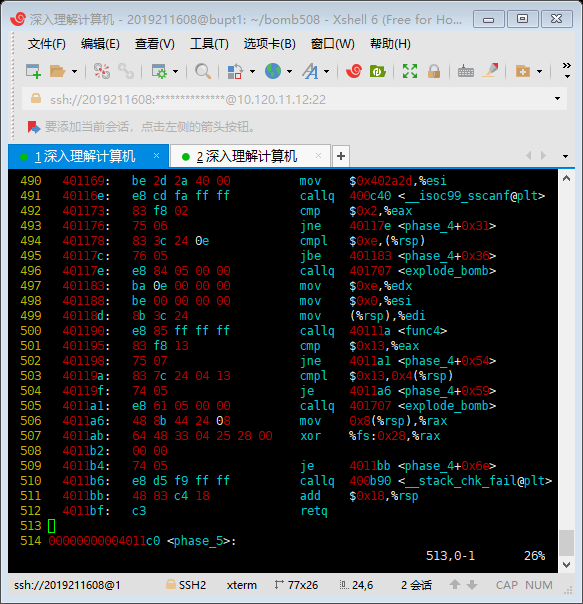 深入理解计算机 - 2019211608@bupt1: ~/bomb508 - Xshell 6 (Free for Ho...
文件(F) 编辑(E) 查看(V) 工具(T) 选项卡(B) 窗口(W) 帮助(H)
ssh://2019211608:**************@10.120.11.12:22
要添加当前会话，点击左侧的箭头按钮。
1 深入理解计算机 × 2 深入理解计算机 × +
490 401169: be 2d 2a 40 00 mov $0x402a2d,%esi
491 40116e: e8 cd fa ff ff callq 400c40 <__isoc99_sscanf@plt>
492 401173: 83 f8 02 cmp $0x2,%eax
493 401176: 75 06 jne 40117e <phase_4+0x31>
494 401178: 83 3c 24 0e cmpl $0xe,(%rsp)
495 40117c: 76 05 jbe 401183 <phase_4+0x36>
496 40117e: e8 84 05 00 00 callq 401707 <explode_bomb>
497 401183: ba 0e 00 00 00 mov $0xe,%edx
498 401188: be 00 00 00 00 mov $0x0,%esi
499 40118d: 8b 3c 24 mov (%rsp),%edi
500 401190: e8 85 ff ff ff callq 40111a <func4>
501 401195: 83 f8 13 cmp $0x13,%eax
502 401198: 75 07 jne 4011a1 <phase_4+0x54>
503 40119a: 83 7c 24 04 13 cmpl $0x13,0x4(%rsp)
504 40119f: 74 05 je 4011a6 <phase_4+0x59>
505 4011a1: e8 61 05 00 00 callq 401707 <explode_bomb>
506 4011a6: 48 8b 44 24 08 mov 0x8(%rsp),%rax
507 4011ab: 64 48 33 04 25 28 00 xor %fs:0x28,%rax
508 4011b2: 00 00
509 4011b4: 74 05 je 4011bb <phase_4+0x6e>
510 4011b6: e8 d5 f9 ff ff callq 400b90 <__stack_chk_fail@plt>
511 4011bb: 48 83 c4 18 add $0x18,%rsp
512 4011bf: c3 retq
513
514 00000000004011c0 <phase_5>:
513,0-1 26%
ssh://2019211608@1 SSH2 xterm 77x26 24,6 2 会话 CAP NUM